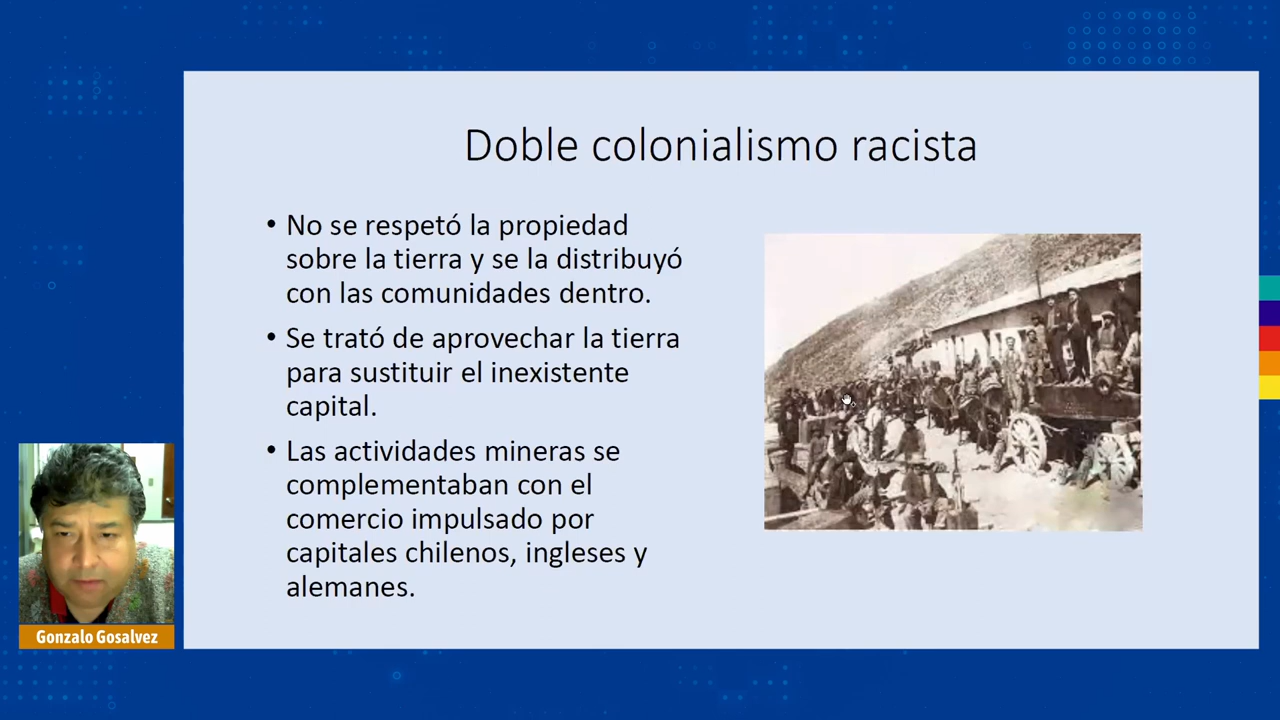 Doble colonialismo racista
• No se respetó la propiedad
sobre la tierra y se la distribuyó
con las comunidades dentro.
• Se trató de aprovechar la tierra
para sustituir el inexistente
capital.
• Las actividades mineras se
complementaban con el
comercio impulsado por
capitales chilenos, ingleses y
alemanes.
Gonzalo Gosalvez